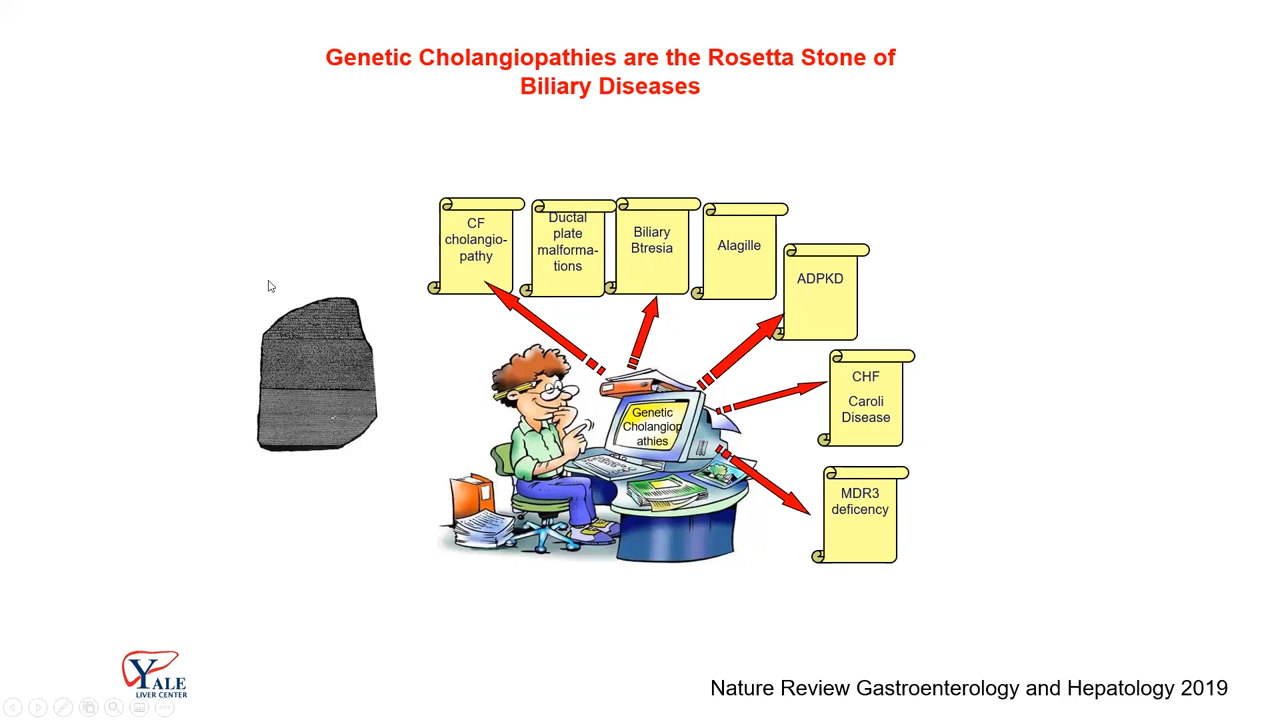 Genetic Cholangiopathies are the Rosetta Stone of
Biliary Diseases
CF
cholangio-
pathy
Ductal
plate
malforma-
tions
Biliary
Btresia
Alagille
ADPKD
CHF
Caroli
Disease
MDR3
deficency
Genetic
Cholangiop
athies
YALE
LIVER CENTER
Nature Review Gastroenterology and Hepatology 2019